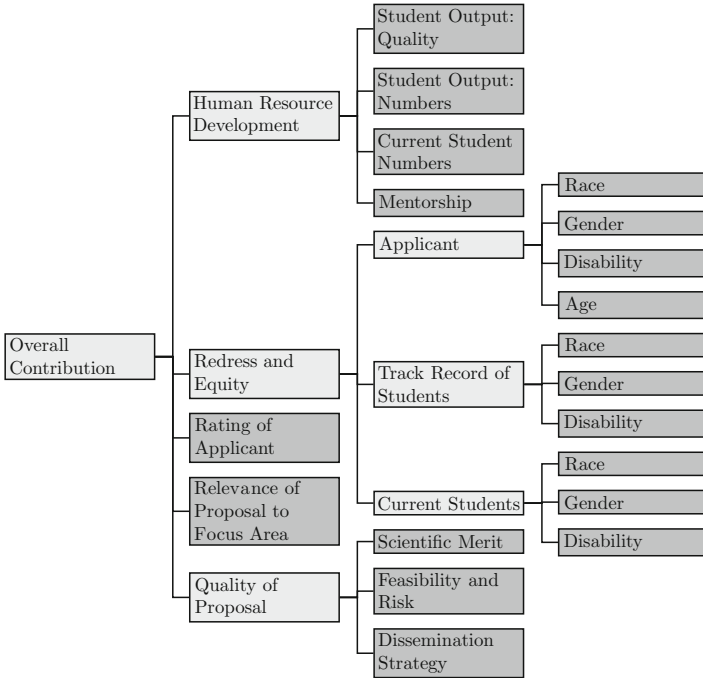 Overall
Contribution
Human Resource
Development
Student Output:
Quality
Student Output:
Numbers
Current Student
Numbers
Mentorship
Redress and
Equity
Applicant
Race
Gender
Disability
Age
Track Record of
Students
Race
Gender
Disability
Current Students
Race
Gender
Disability
Rating of
Applicant
Relevance of
Proposal to
Focus Area
Quality of
Proposal
Scientific Merit
Feasibility and
Risk
Dissemination
Strategy